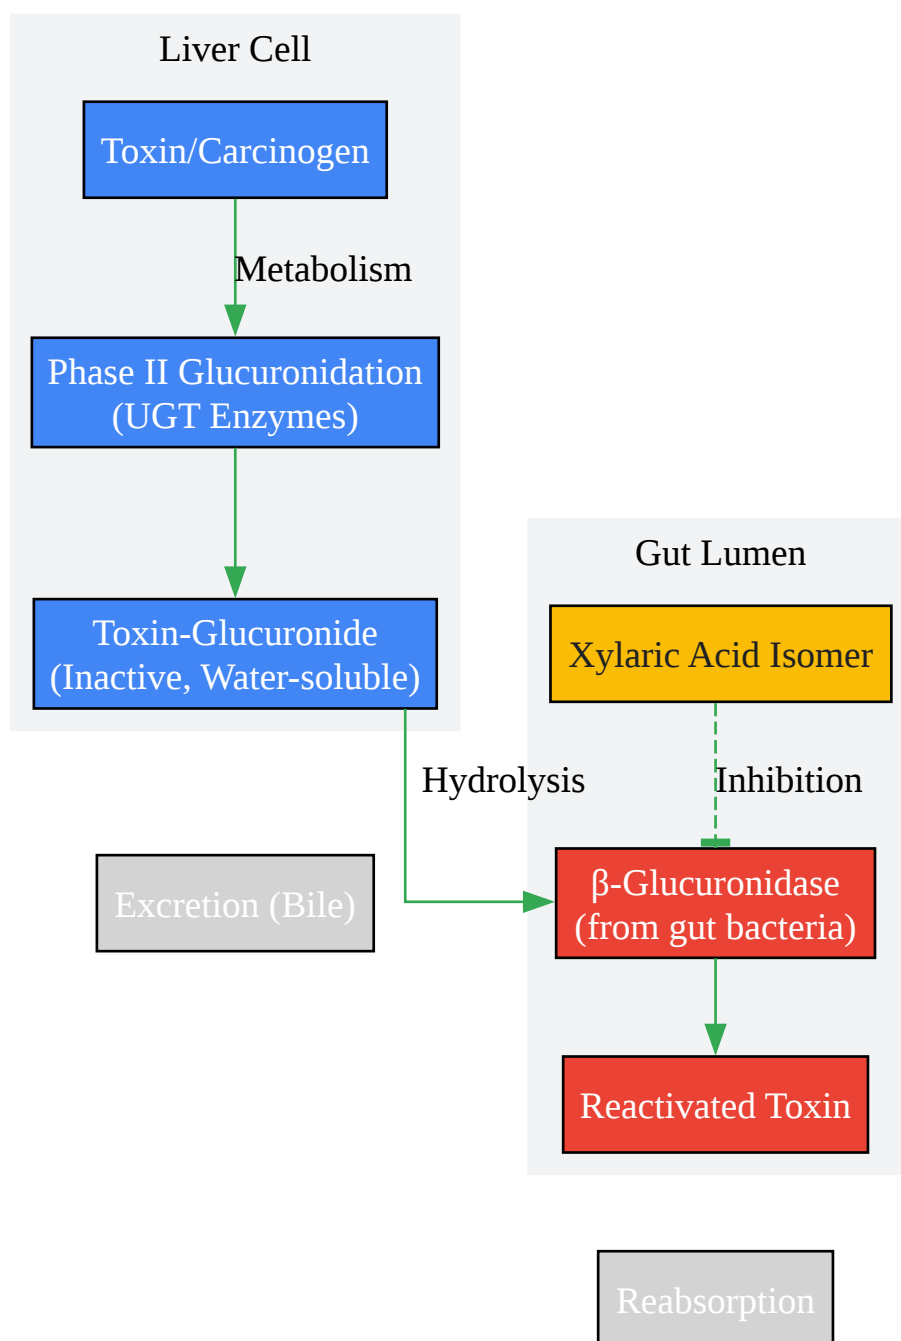 Liver Cell
Toxin/Carcinogen
Metabolism
Phase II Glucuronidation
(UGT Enzymes)
Toxin-Glucuronide
(Inactive, Water-soluble)
Gut Lumen
Xylaric Acid Isomer
Hydrolysis
Inhibition
Excretion (Bile)
β-Glucuronidase
(from gut bacteria)
Reactivated Toxin
Reabsorption